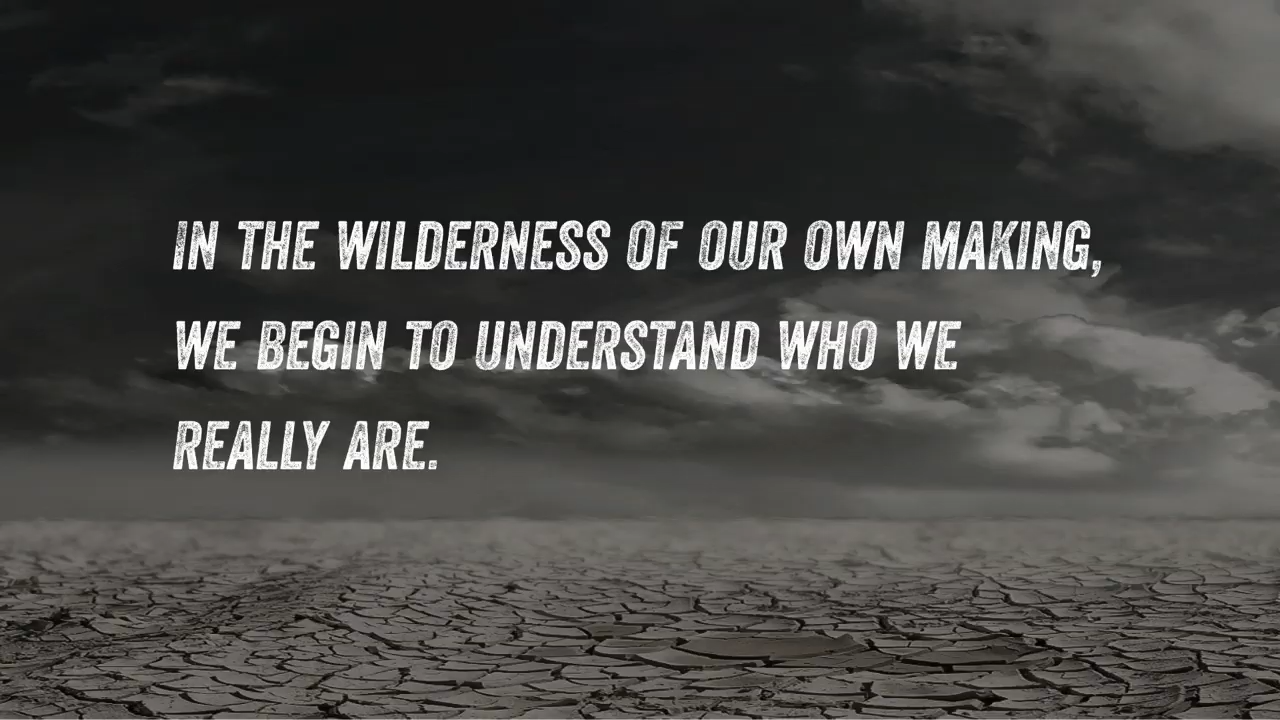 IN THE WILDERNESS OF OUR OWN MAKING,
WE BEGIN TO UNDERSTAND WHO WE
REALLY ARE.